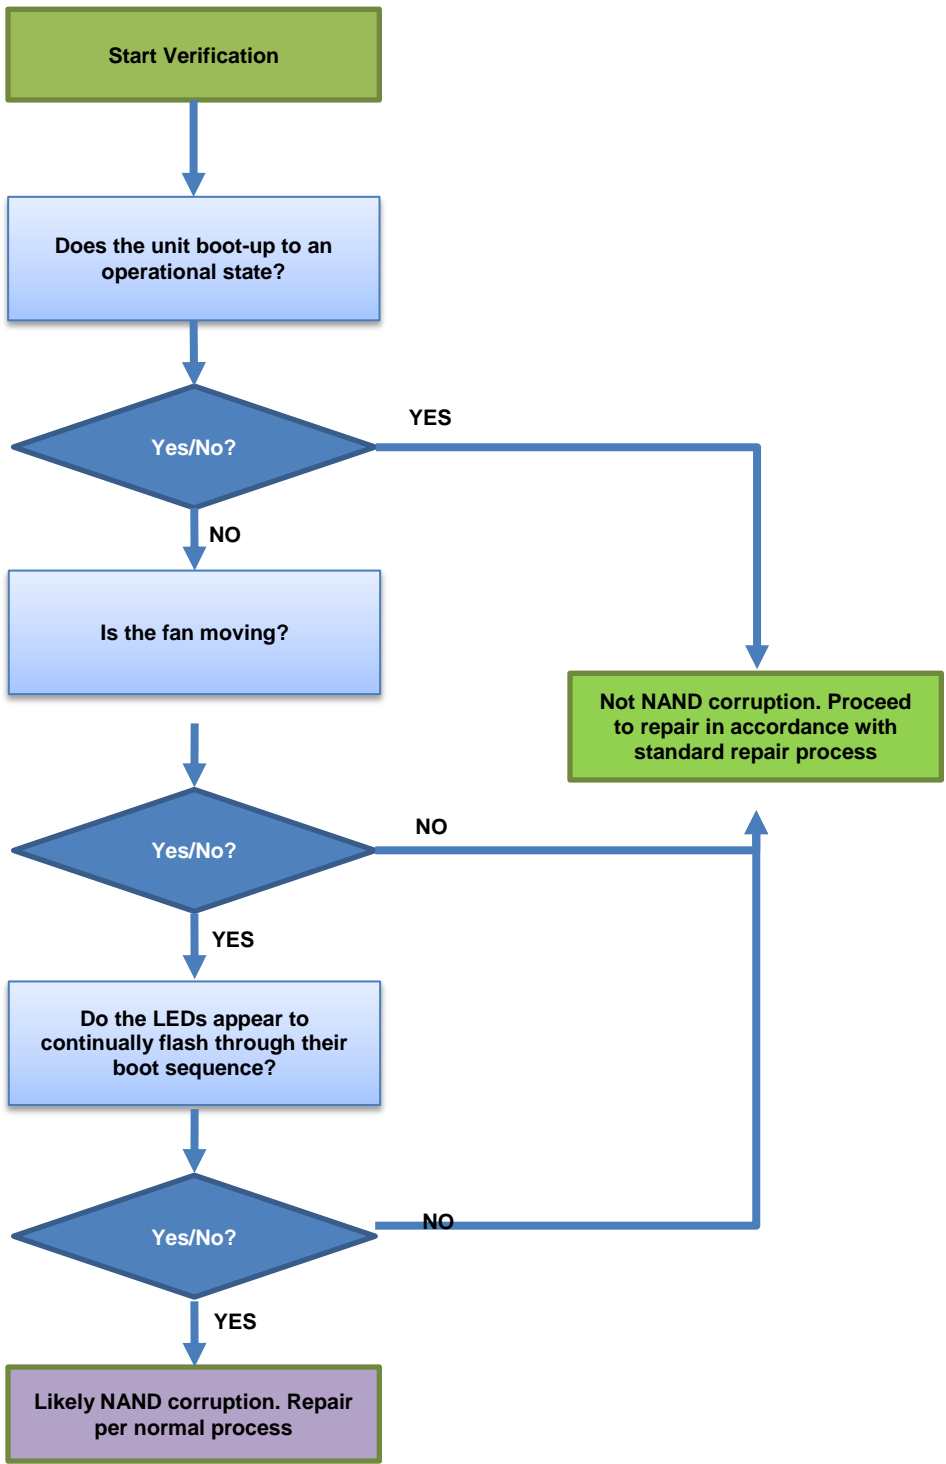 Start Verification
Does the unit boot-up to an
operational state?
Yes/No?
YES
NO
Is the fan moving?
Not NAND corruption. Proceed
to repair in accordance with
standard repair process
Yes/No?
NO
YES
Do the LEDs appear to
continually flash through their
boot sequence?
Yes/No?
NO
YES
Likely NAND corruption. Repair
per normal process